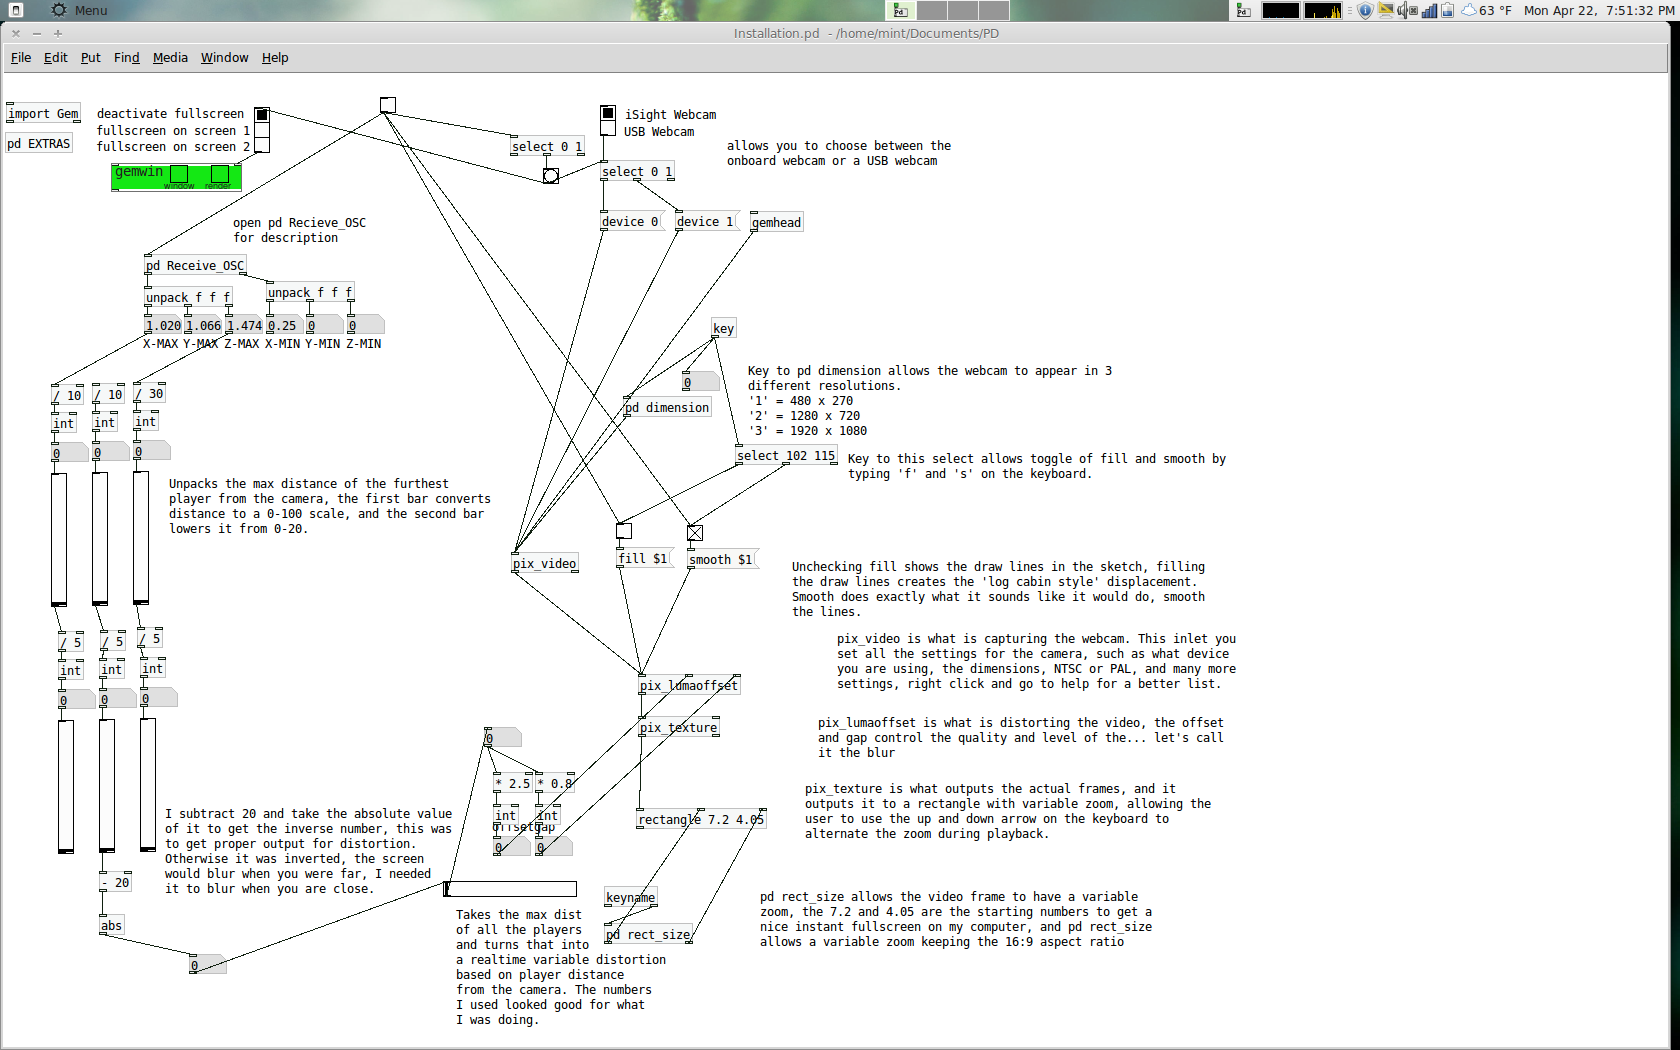 Menu
Pd
Pd
63 °F Mon Apr 22, 7:51:32 PM
Installation.pd - /home/mint/Documents/PD
File Edit Put Find Media Window Help
import Gem
pd EXTRAS
deactivate fullscreen
fullscreen on screen 1
fullscreen on screen 2
gemwin
window render
select 0 1
iSight Webcam
USB Webcam
select 0 1
allows you to choose between the
onboard webcam or a USB webcam
device 0
device 1
gemhead
open pd Recieve_OSC
for description
pd Receive_OSC
unpack f f f
unpack f f f
1.020 1.066 1.474 0.25 0 0
X-MAX Y-MAX Z-MAX X-MIN Y-MIN Z-MIN
key
0
pd dimension
Key to pd dimension allows the webcam to appear in 3
different resolutions.
'1' = 480 x 270
'2' = 1280 x 720
'3' = 1920 x 1080
/ 10 / 10 / 30
int int int
0 0 0
select 102 115
Key to this select allows toggle of fill and smooth by
typing 'f' and 's' on the keyboard.
Unpacks the max distance of the furthest
player from the camera, the first bar converts
distance to a 0-100 scale, and the second bar
lowers it from 0-20.
pix_video
fill $1
smooth $1
Unchecking fill shows the draw lines in the sketch, filling
the draw lines creates the 'log cabin style' displacement.
Smooth does exactly what it sounds like it would do, smooth
the lines.
/ 5 / 5 / 5
int int int
0 0 0
pix_video is what is capturing the webcam. This inlet you
set all the settings for the camera, such as what device
you are using, the dimensions, NTSC or PAL, and many more
settings, right click and go to help for a better list.
pix_lumaoffset
pix_texture
pix_lumaoffset is what is distorting the video, the offset
and gap control the quality and level of the... let's call
it the blur
0
* 2.5 * 0.8
int int
offset gap
0 0
rectangle 7.2 4.05
pix_texture is what outputs the actual frames, and it
outputs it to a rectangle with variable zoom, allowing the
user to use the up and down arrow on the keyboard to
alternate the zoom during playback.
I subtract 20 and take the absolute value
of it to get the inverse number, this was
to get proper output for distortion.
Otherwise it was inverted, the screen
would blur when you were far, I needed
it to blur when you are close.
- 20
abs
0
keyname
pd rect_size
pd rect_size allows the video frame to have a variable
zoom, the 7.2 and 4.05 are the starting numbers to get a
nice instant fullscreen on my computer, and pd rect_size
allows a variable zoom keeping the 16:9 aspect ratio
Takes the max dist
of all the players
and turns that into
a realtime variable distortion
based on player distance
from the camera. The numbers
I used looked good for what
I was doing.